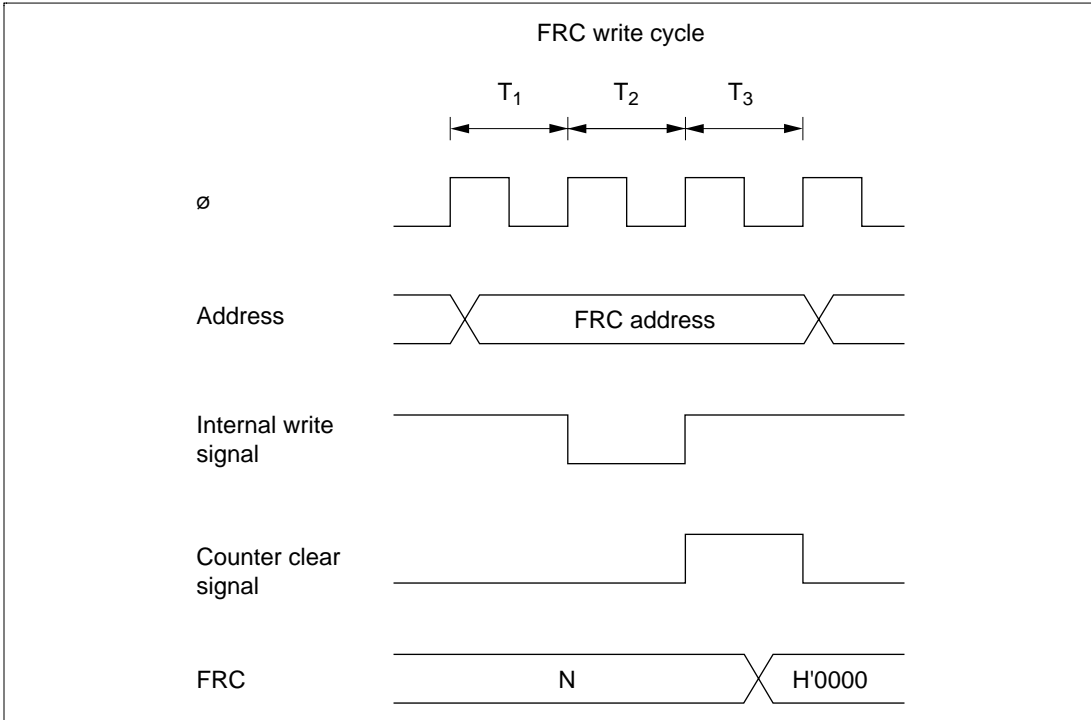 FRC write cycle
T1 T2 T3
ø
Address
FRC address
Internal write
signal
Counter clear
signal
FRC
N
H'0000